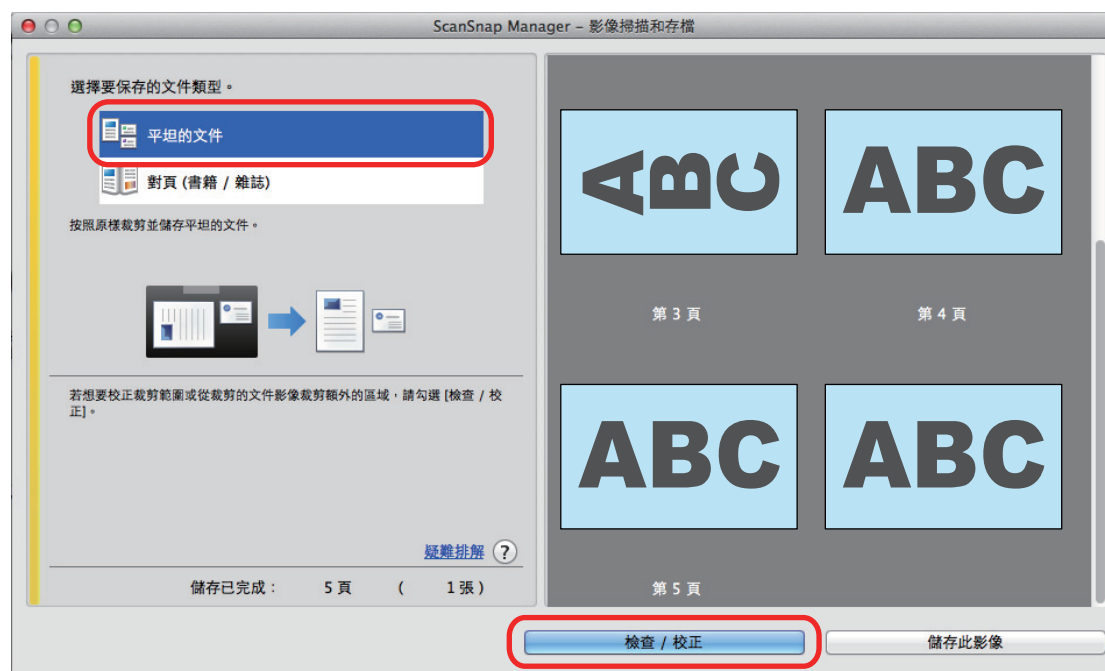 ScanSnap Manager – 影像掃描和存檔
選擇要保存的文件類型。
平坦的文件
對頁 (書籍 / 雜誌)
按照原樣裁剪並儲存平坦的文件。
若想要校正裁剪範圍或從裁剪的文件影像裁剪額外的區域,請勾選 [檢查 / 校
正]。
疑難排解 ?
儲存已完成: 5 頁 ( 1 張 )
ABC ABC
第 3 頁 第 4 頁
ABC ABC
第 5 頁
檢查 / 校正 儲存此影像